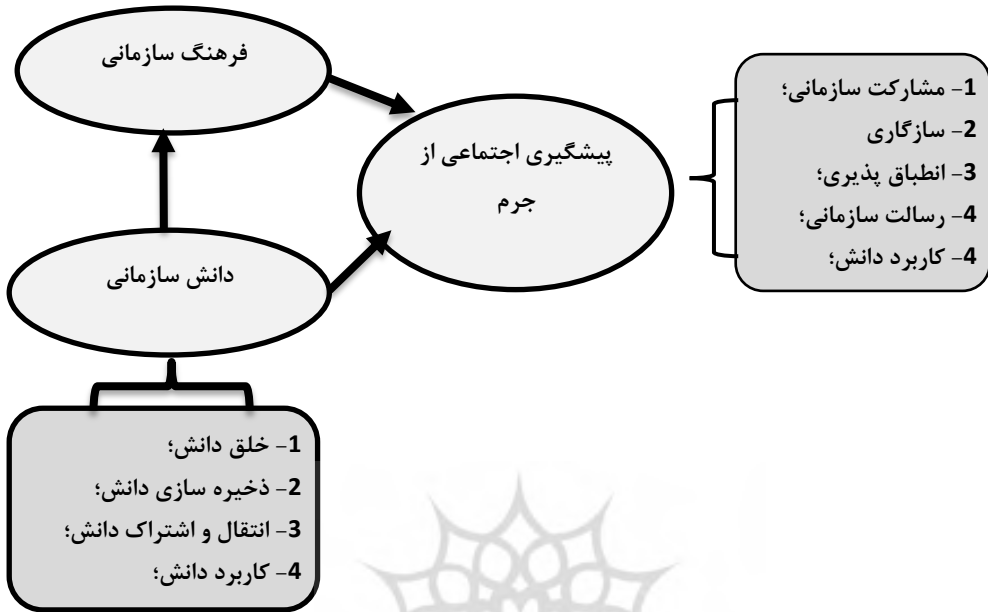 فرهنگ سازمانی
پیشگیری اجتماعی از
جرم
دانش سازمانی
1- مشارکت سازمانی؛
2- سازگاری
3- انطباق پذیری؛
4- رسالت سازمانی؛
4- کاربرد دانش؛
1- خلق دانش؛
2- ذخیره سازی دانش؛
3- انتقال و اشتراک دانش؛
4- کاربرد دانش؛